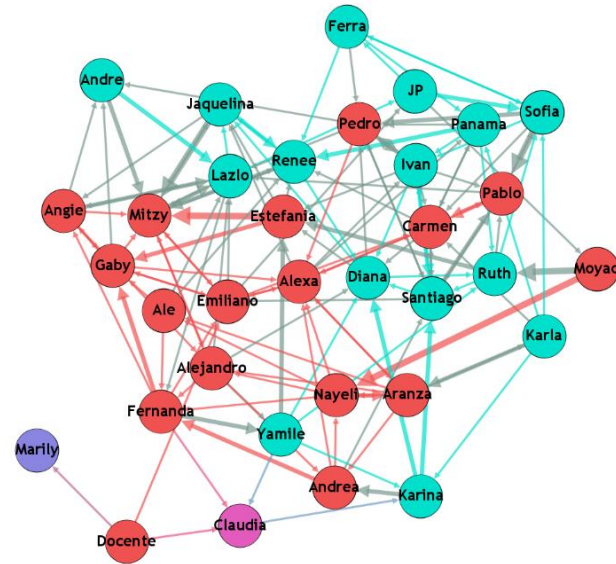 Ferra
Andre
JP
Jaquelina
Sofia
Pedro
Panama
Renee
Ivan
Lazlo
Pablo
Angie
Mitzy
Estefania
Carmen
Gaby
Moyao
Diana
Ruth
Alexa
Emiliano
Santiago
Ale
Karla
Alejandro
Nayeli
Aranza
Fernanda
Yamile
Marily
Andrea
Karina
Claudia
Docente